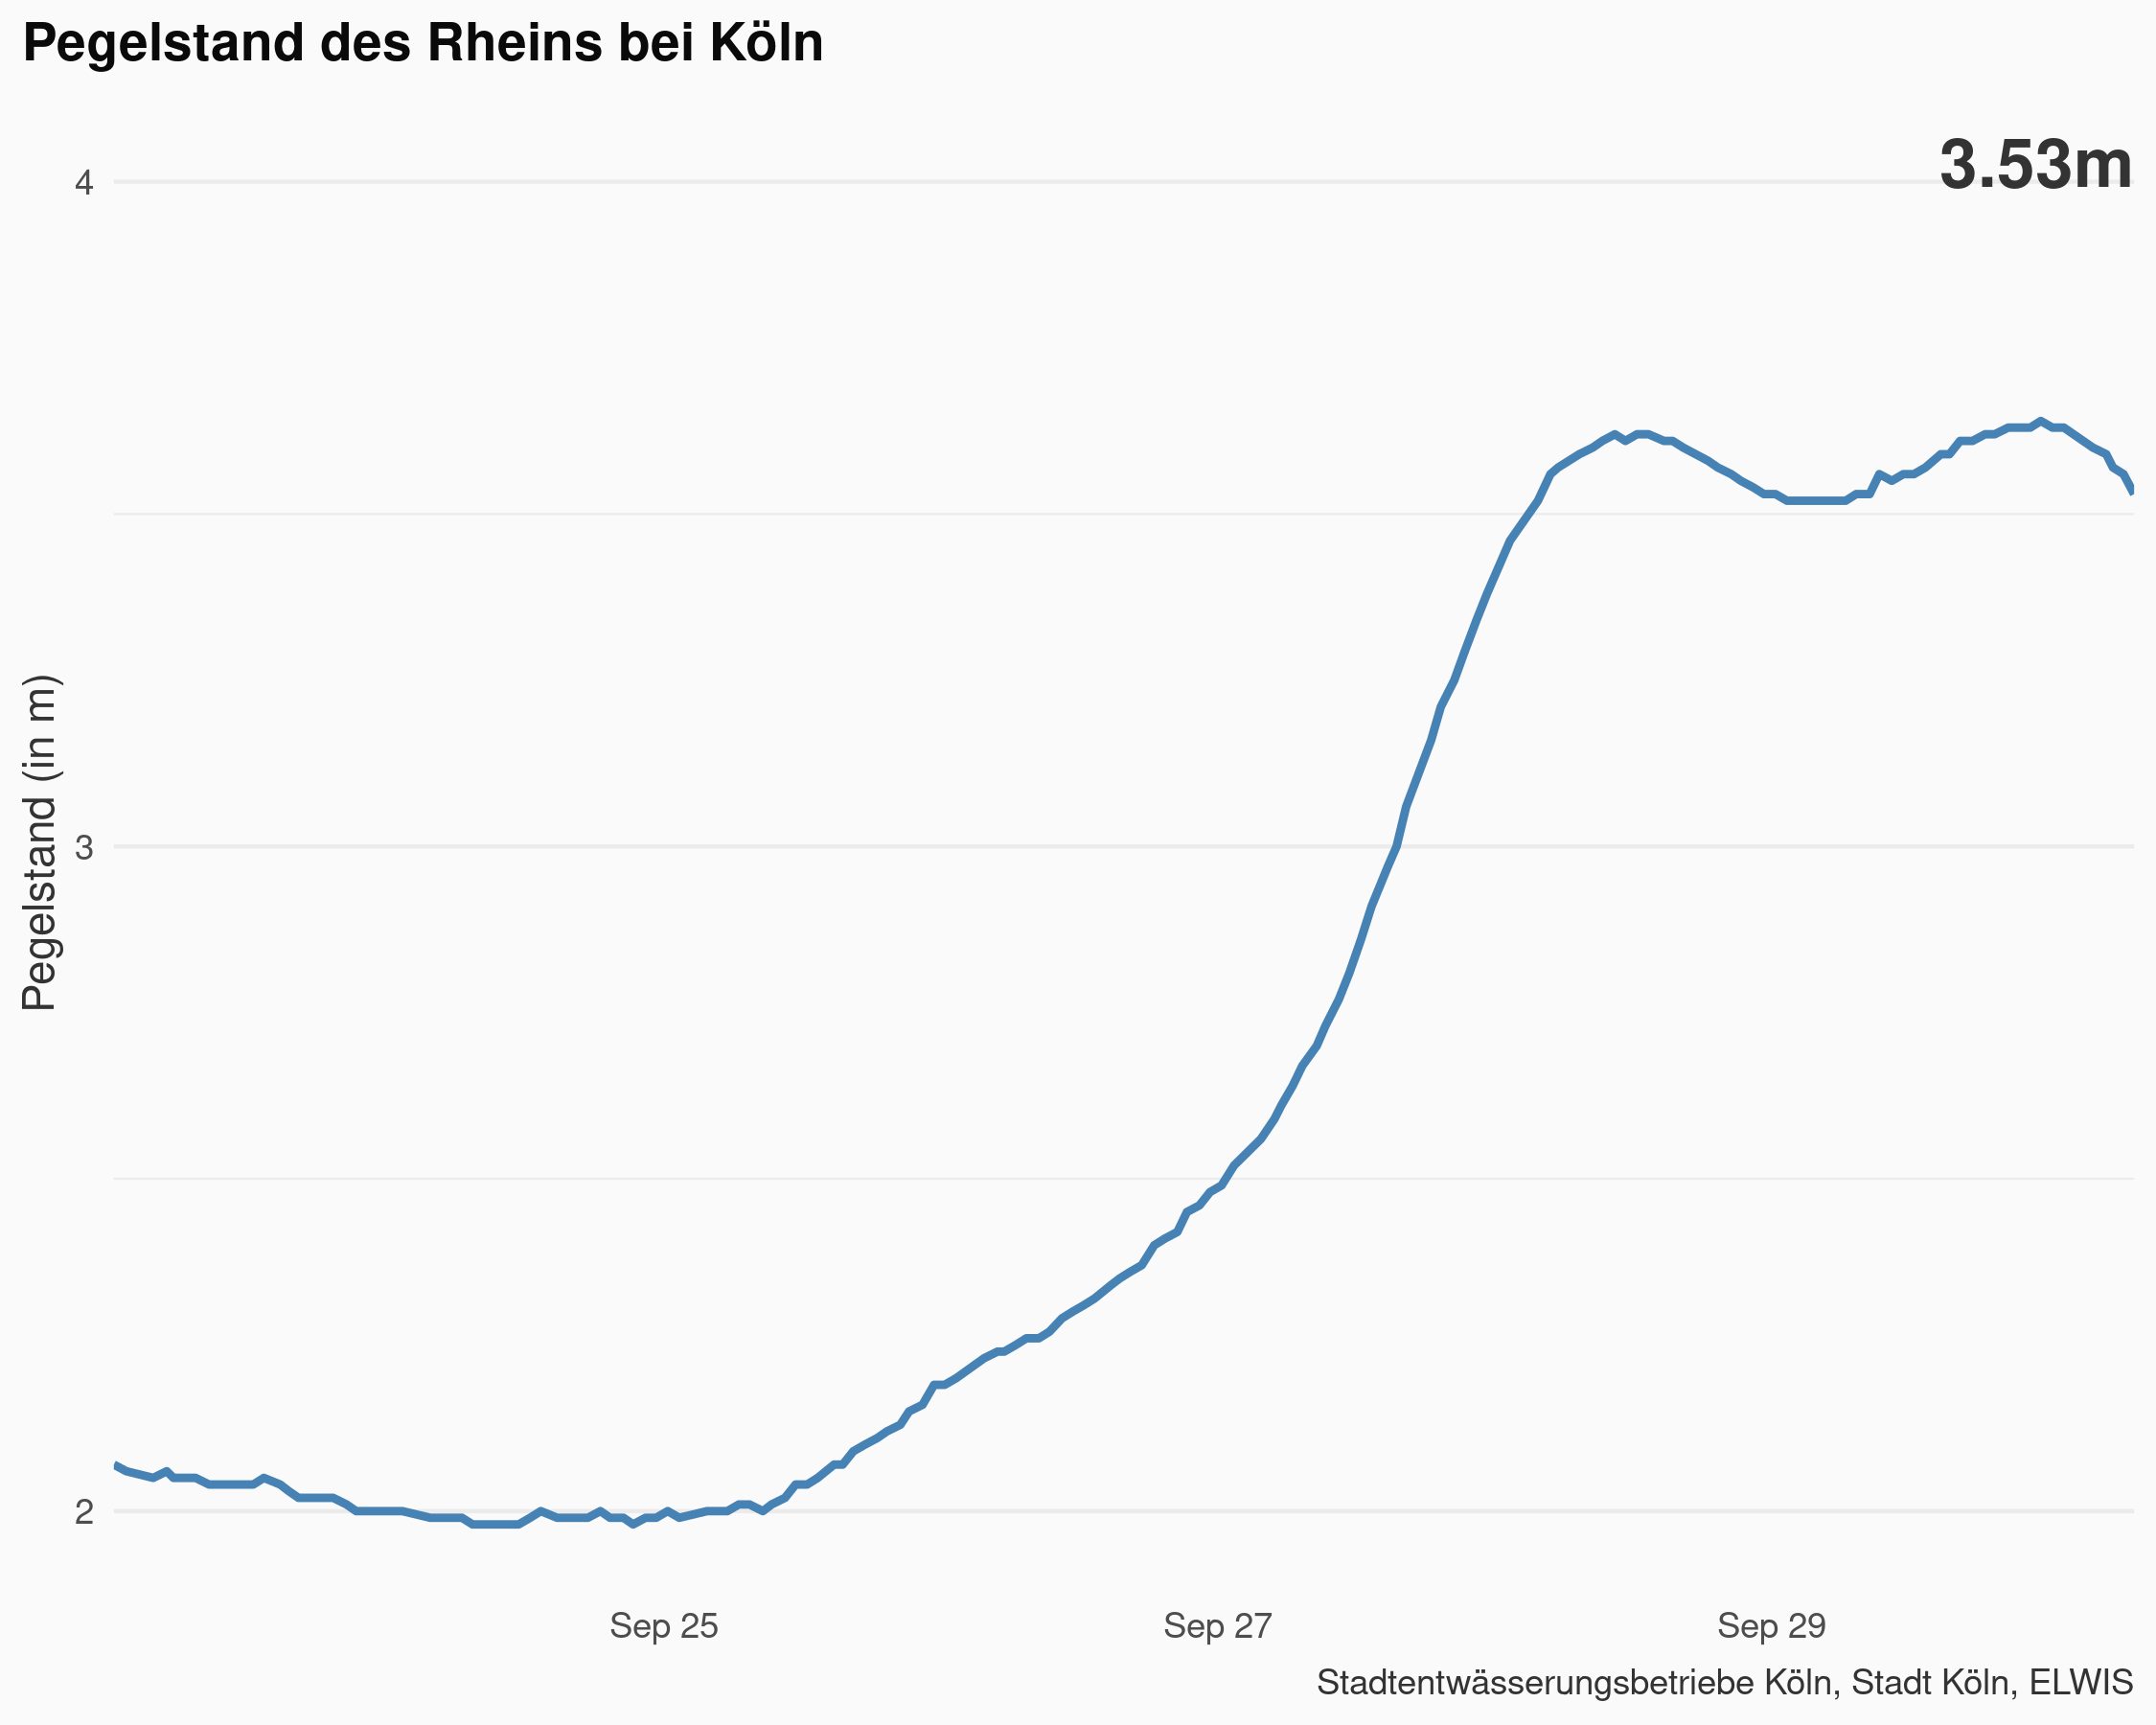 Pegelstand des Rheins bei Köln
3.53m
4
3
2
Pegelstand (in m)
Sep 25
Sep 27
Sep 29
Stadtentwässerungsbetriebe Köln, Stadt Köln, ELWIS